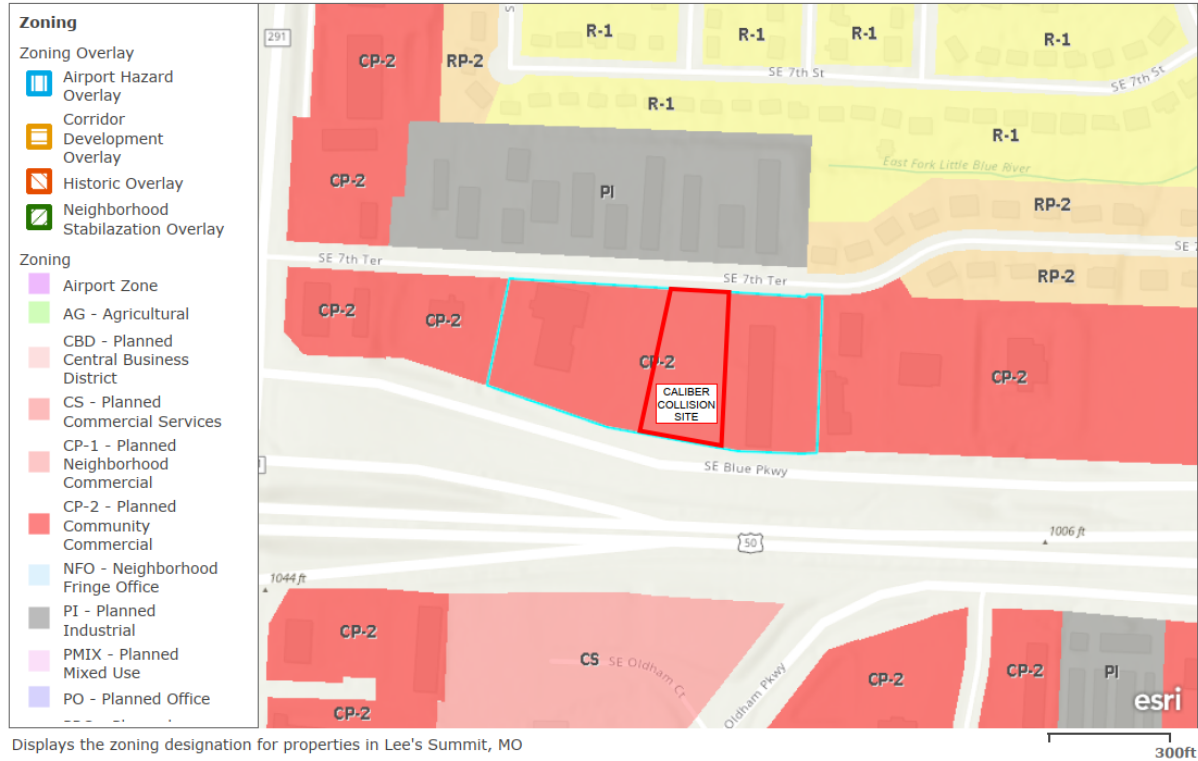 Zoning
Zoning Overlay
Airport Hazard
Overlay
Corridor
Development
Overlay
Historic Overlay
Neighborhood
Stabilazation Overlay
Zoning
Airport Zone
AG - Agricultural
CBD - Planned
Central Business
District
CS - Planned
Commercial Services
CP-1 - Planned
Neighborhood
Commercial
CP-2 - Planned
Community
Commercial
NFO - Neighborhood
Fringe Office
PI - Planned
Industrial
PMIX - Planned
Mixed Use
PO - Planned Office
291
S
R-1
R-1
R-1
R-1
CP-2
RP-2
SE 7th St
SE 7th St
R-1
R-1
East Fork Little Blue River
CP-2
PI
RP-2
SE 7th Ter
SE 7th Ter
SE 7
RP-2
CP-2
CP-2
CP-2
CP-2
CALIBER
COLLISION
SITE
SE Blue Pkwy
50
1006 ft
1044 ft
CP-2
CS
SE Oldham Ct
Oldham Pkwy
CP-2
CP-2
PI
CP-2
esri
Displays the zoning designation for properties in Lee's Summit, MO
300ft